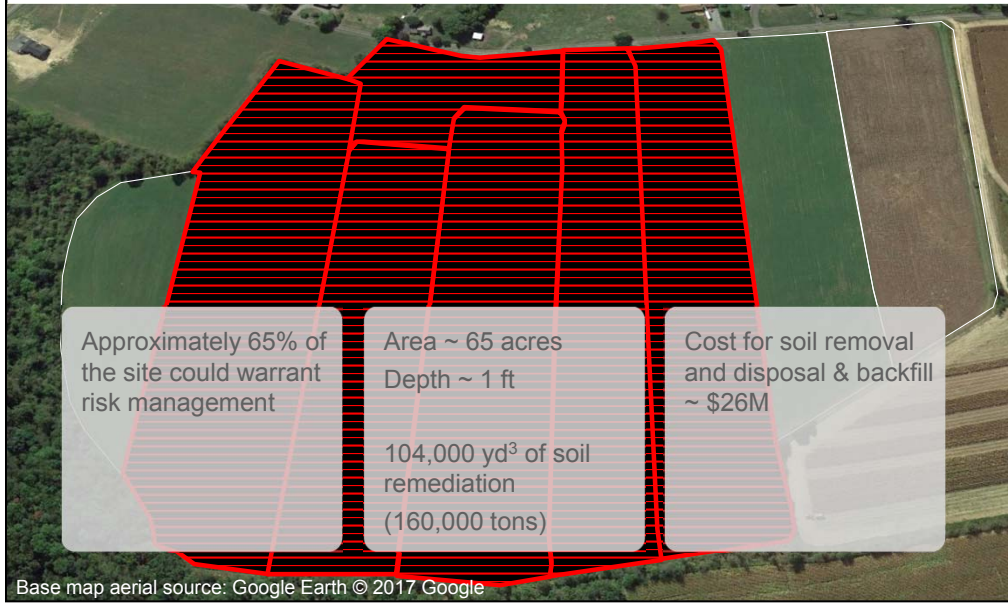 Approximately 65% of
the site could warrant
risk management
Area ~ 65 acres
Depth ~ 1 ft
104,000 yd³ of soil
remediation
(160,000 tons)
Cost for soil removal
and disposal & backfill
~ $26M
Base map aerial source: Google Earth © 2017 Google